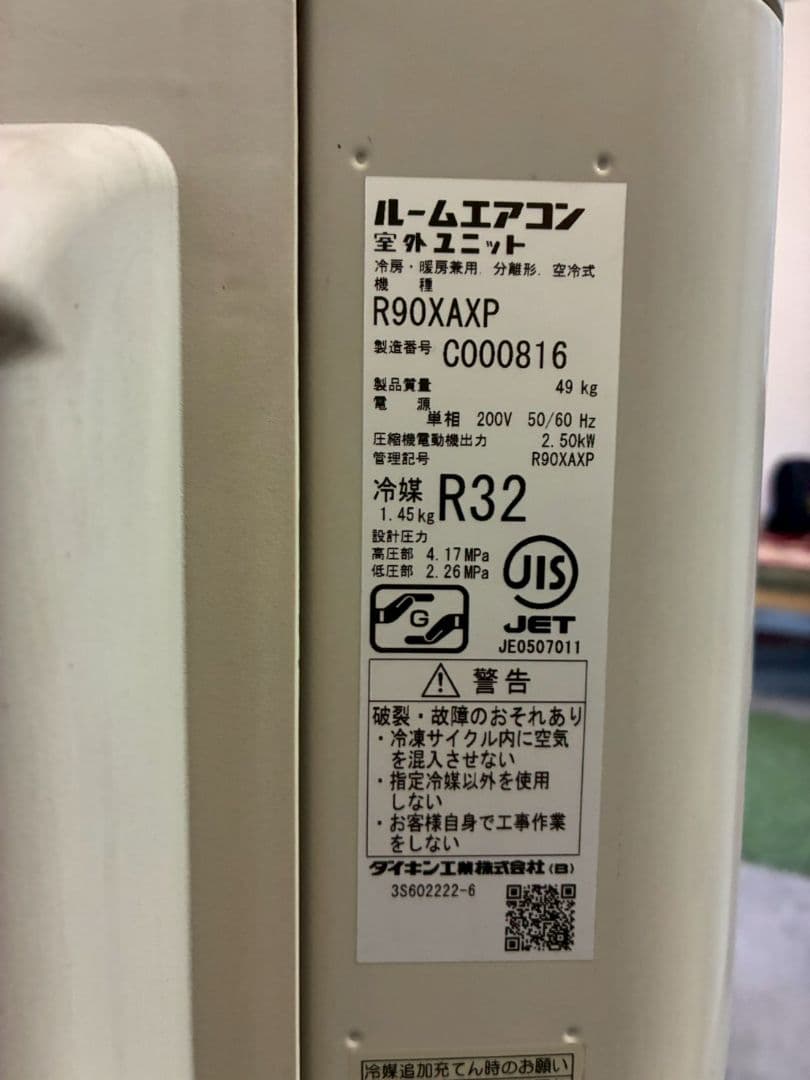 ルームエアコン
室外ユニット
冷房・暖房兼用. 分離形. 空冷式
機 種
R90XAXP
製造番号 C000816
製品質量 49 kg
電 源
単相 200V 50/60 Hz
圧縮機電動機出力 2.50kW
管理記号 R90XAXP
冷媒 R32
1.45kg
設計圧力
高圧部 4.17MPa
低圧部 2.26MPa
JIS
G
JET
JE0507011
警告
破裂・故障のおそれあり
・冷凍サイクル内に空気
を混入させない
・指定冷媒以外を使用
しない
・お客様自身で工事作業
をしない
ダイキン工業株式会社(B)
3S602222-6
冷媒追加充てん時のお願い